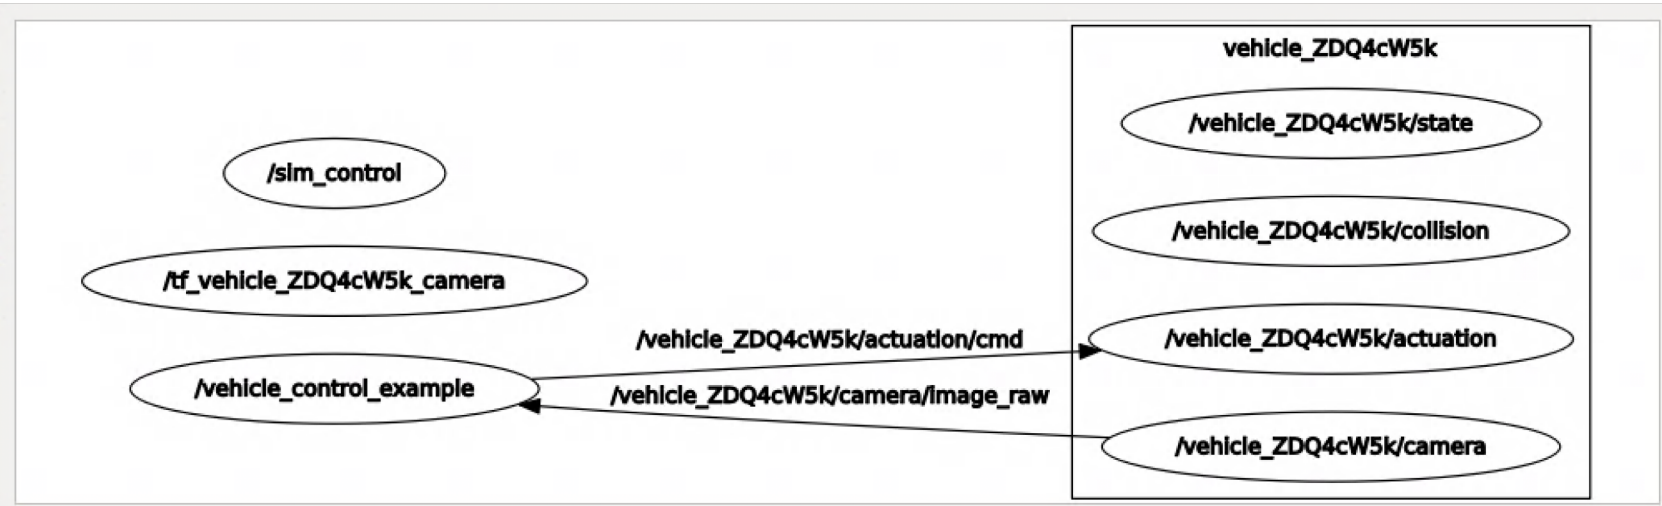 vehicle_ZDQ4cW5k
/vehicle_ZDQ4cW5k/state
/sim_control
/vehicle_ZDQ4cW5k/collision
/tf_vehicle_ZDQ4cW5k_camera
/vehicle_ZDQ4cW5k/actuation/cmd
/vehicle_ZDQ4cW5k/actuation
/vehicle_control_example
/vehicle_ZDQ4cW5k/camera/image_raw
/vehicle_ZDQ4cW5k/camera